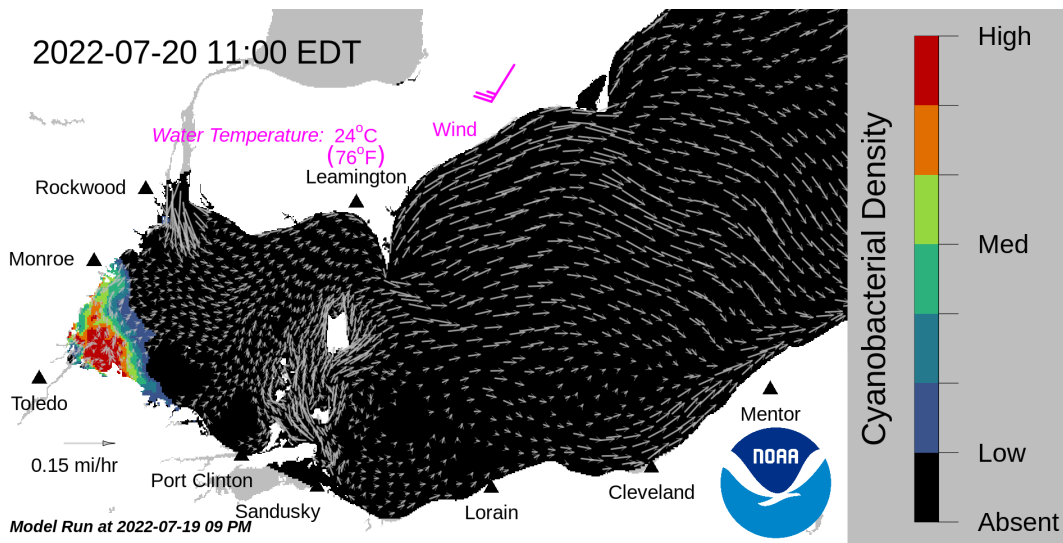 2022-07-20 11:00 EDT
Water Temperature: 24°C
(76°F)
Wind
Leamington
Rockwood
Monroe
Toledo
0.15 mi/hr
Port Clinton
Sandusky
Lorain
Cleveland
Mentor
NOAA
Model Run at 2022-07-19 09 PM
Cyanobacterial Density
High
Med
Low
Absent